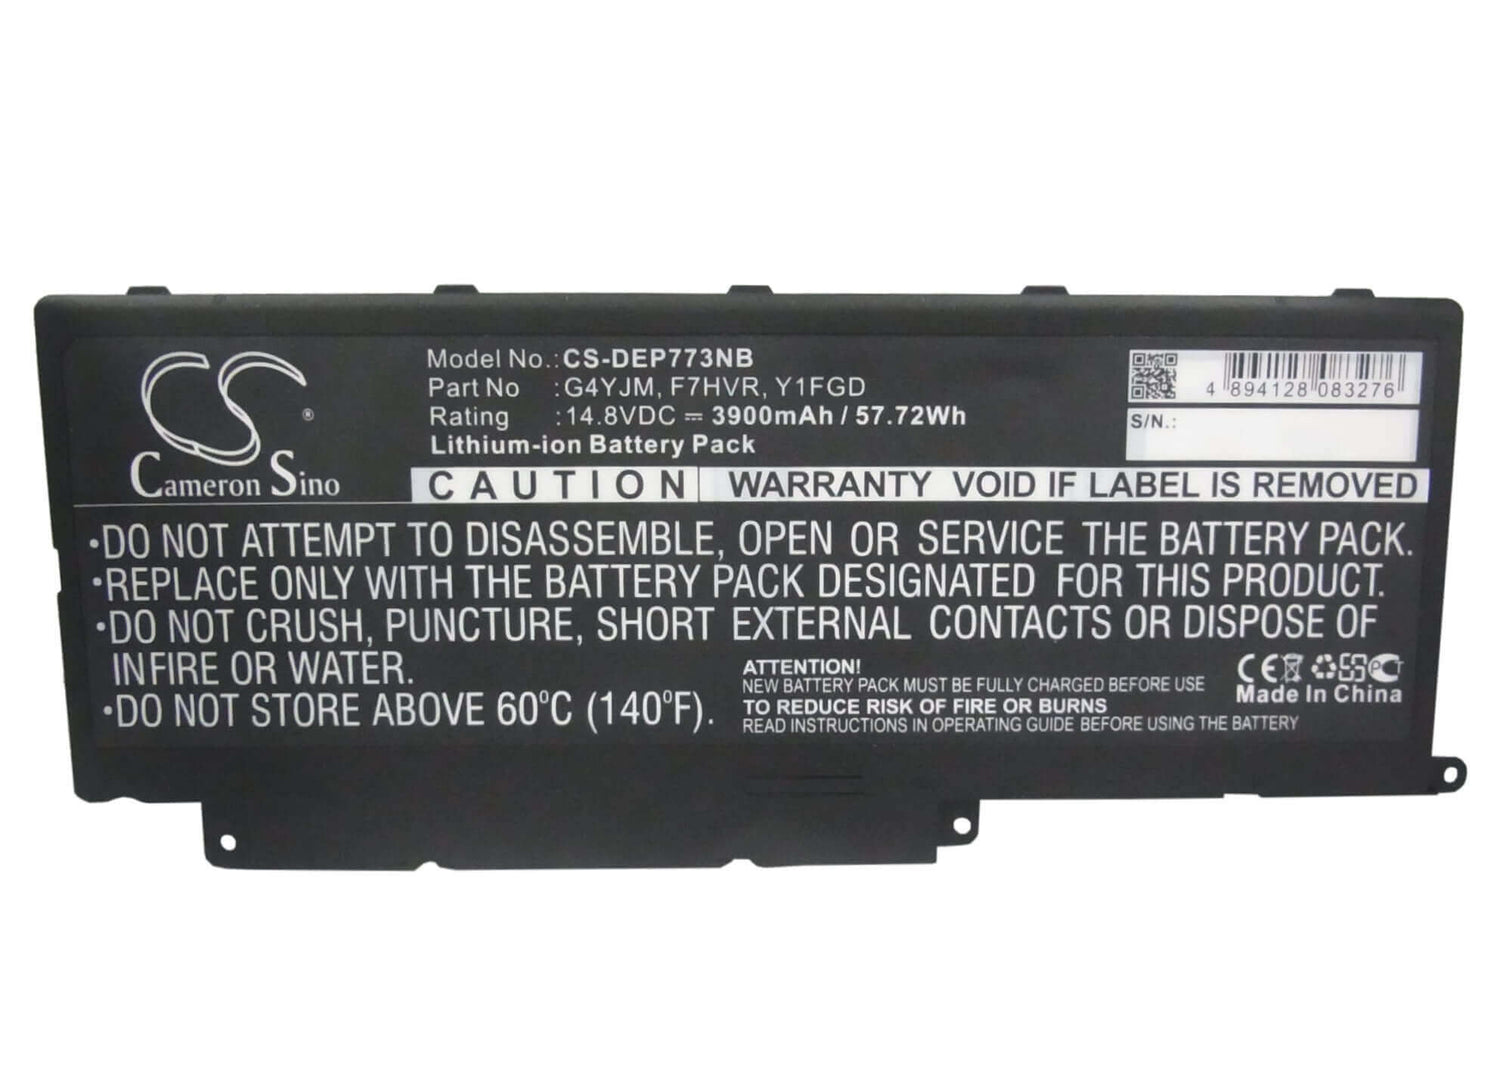 CS
®
Cameron Sino
Model No.:CS-DEP773NB
Part No :G4YJM, F7HVR, Y1FGD
Rating :14.8VDC ⎓ 3900mAh / 57.72Wh
Lithium-ion Battery Pack
4 894128 083276
S/N.:
CAUTION WARRANTY VOID IF LABEL IS REMOVED
•DO NOT ATTEMPT TO DISASSEMBLE, OPEN OR SERVICE THE BATTERY PACK.
•REPLACE ONLY WITH THE BATTERY PACK DESIGNATED FOR THIS PRODUCT.
•DO NOT CRUSH, PUNCTURE, SHORT EXTERNAL CONTACTS OR DISPOSE OF
INFIRE OR WATER.
•DO NOT STORE ABOVE 60°C (140°F).
ATTENTION!
NEW BATTERY PACK MUST BE FULLY CHARGED BEFORE USE
TO REDUCE RISK OF FIRE OR BURNS
READ INSTRUCTIONS IN OPERATING GUIDE BEFORE USING THE BATTERY
CE PCT
Made In China